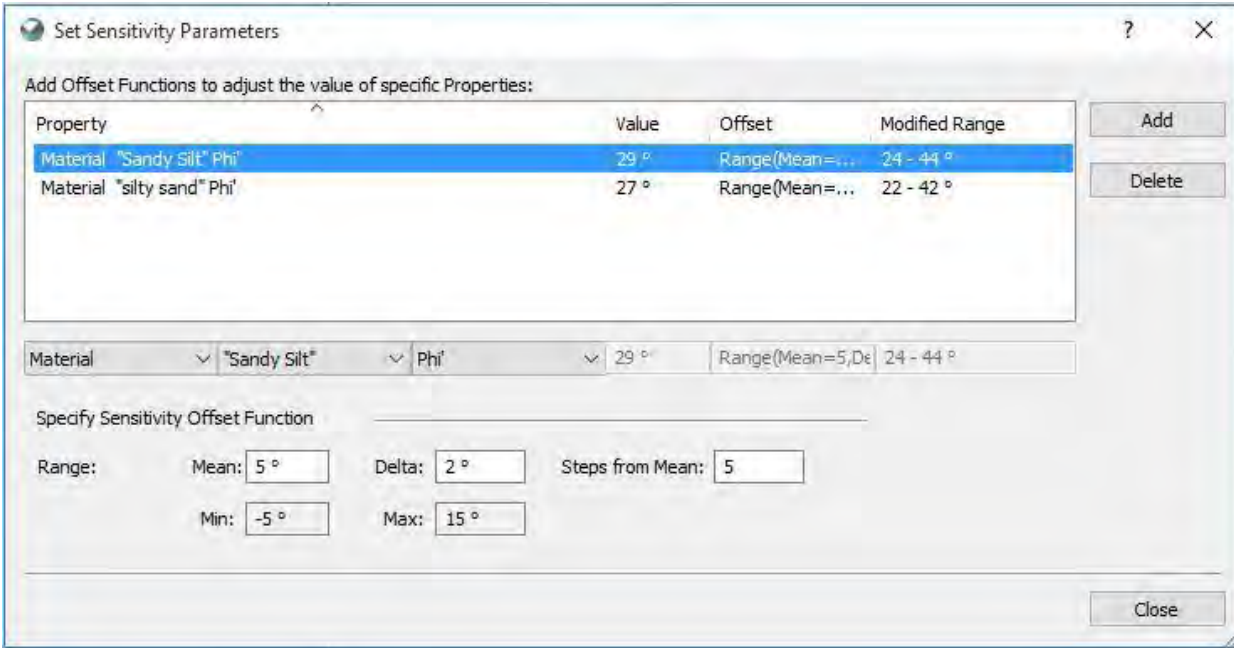 Set Sensitivity Parameters ?
Add Offset Functions to adjust the value of specific Properties:
Property Value Offset Modified Range Add
Material "Sandy Silt" Phi' 29 º Range(Mean=... 24 - 44 º
Material "silty sand" Phi' 27 º Range(Mean=... 22 - 42 º Delete
Material "Sandy Silt" Phi' 29 º Range(Mean=5,De 24 - 44 º
Specify Sensitivity Offset Function
Range: Mean: 5 º Delta: 2 º Steps from Mean: 5
Min: -5 º Max: 15 º
Close